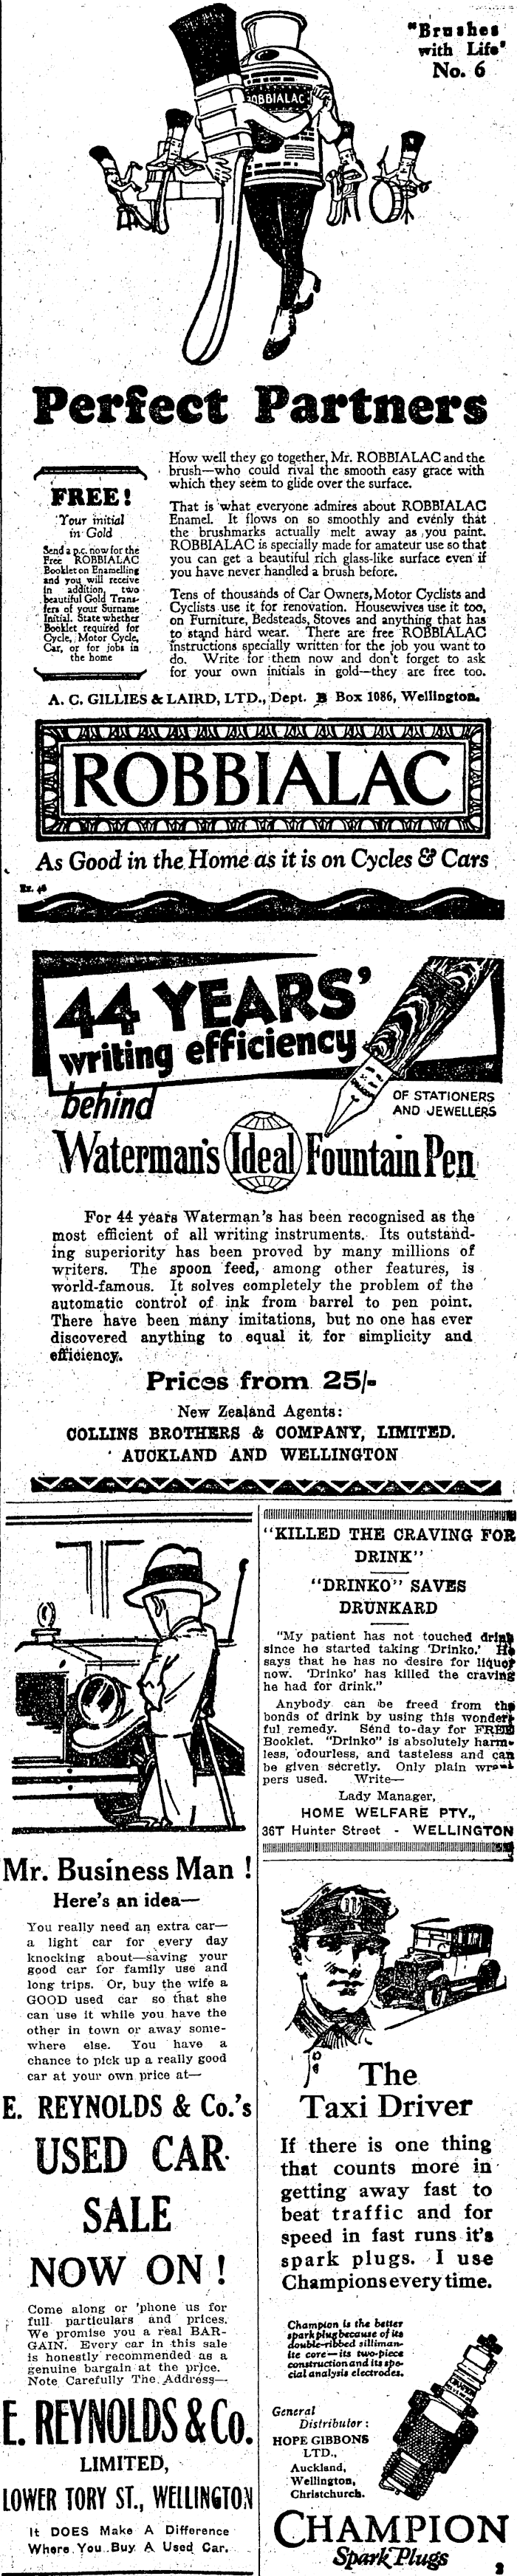 "Brushes
with Life"
No. 6
ROBBIALAC
Perfect Partners
FREE!
Your initial
in Gold
Send a p.c. now for the
Free ROBBIALAC
Booklet on Enamelling
and you will receive
in addition, two
beautiful Gold Trans-
fers of your Surname
Initial. State whether
Booklet required for
Cycle, Motor Cycle,
Car, or for jobs in
the home
How well they go together, Mr. ROBBIALAC and the
brush—who could rival the smooth easy grace with
which they seem to glide over the surface.
That is what everyone admires about ROBBIALAC
Enamel. It flows on so smoothly and evenly that
the brushmarks actually melt away as you paint.
ROBBIALAC is specially made for amateur use so that
you can get a beautiful rich glass-like surface even if
you have never handled a brush before.
Tens of thousands of Car Owners, Motor Cyclists and
Cyclists use it for renovation. Housewives use it too,
on Furniture, Bedsteads, Stoves and anything that has
to stand hard wear. There are free ROBBIALAC
instructions specially written for the job you want to
do. Write for them now and don't forget to ask
for your own initials in gold—they are free too.
A. C. GILLIES & LAIRD, LTD., Dept. B Box 1086, Wellington.
ROBBIALAC
As Good in the Home as it is on Cycles & Cars
44 YEARS'
writing efficiency
behind
OF STATIONERS
AND JEWELLERS
Waterman's Ideal Fountain Pen
For 44 years Waterman's has been recognised as the
most efficient of all writing instruments. Its outstand-
ing superiority has been proved by many millions of
writers. The spoon feed, among other features, is
world-famous. It solves completely the problem of the
automatic control of ink from barrel to pen point.
There have been many imitations, but no one has ever
discovered anything to equal it for simplicity and
efficiency.
Prices from 25/-
New Zealand Agents:
COLLINS BROTHERS & COMPANY, LIMITED.
AUCKLAND AND WELLINGTON
Mr. Business Man !
Here's an idea—
You really need an extra car—
a light car for every day
knocking about—saving your
good car for family use and
long trips. Or, buy the wife a
GOOD used car so that she
can use it while you have the
other in town or away some-
where else. You have a
chance to pick up a really good
car at your own price at—
E. REYNOLDS & Co.'s
USED CAR
SALE
NOW ON !
Come along or 'phone us for
full particulars and prices.
We promise you a real BAR-
GAIN. Every car in this sale
is honestly recommended as a
genuine bargain at the price.
Note Carefully The Address—
E. REYNOLDS & Co.
LIMITED,
LOWER TORY ST., WELLINGTON
It DOES Make A Difference
Where You Buy A Used Car.
"KILLED THE CRAVING FOR
DRINK"
"DRINKO" SAVES
DRUNKARD
"My patient has not touched drink
since he started taking 'Drinko.' He
says that he has no desire for liquor
now. 'Drinko' has killed the craving
he had for drink."
Anybody can be freed from the
bonds of drink by using this wonder-
ful remedy. Send to-day for FREE
Booklet. "Drinko" is absolutely harm-
less, odourless, and tasteless and can
be given secretly. Only plain wrap-
pers used. Write—
Lady Manager,
HOME WELFARE PTY.,
36T Hunter Street - WELLINGTON
The
Taxi Driver
If there is one thing
that counts more in
getting away fast to
beat traffic and for
speed in fast runs it's
spark plugs. I use
Champions every time.
Champion is the better
spark plug because of its
double-ribbed silliman-
ite core—its two-piece
construction and its spe-
cial analysis electrodes.
General
Distributor:
HOPE GIBBONS
LTD.,
Auckland,
Wellington,
Christchurch.
CHAMPION
Spark Plugs
2